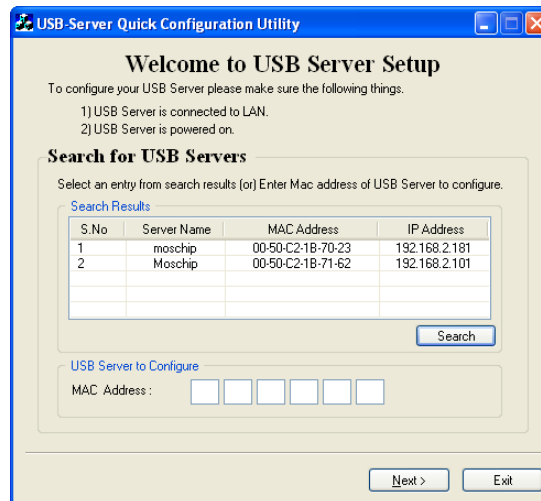 USB-Server Quick Configuration Utility
Welcome to USB Server Setup
To configure your USB Server please make sure the following things.
1) USB Server is connected to LAN.
2) USB Server is powered on.
Search for USB Servers
Select an entry from search results (or) Enter Mac address of USB Server to configure.
Search Results
S.No Server Name MAC Address IP Address
1 moschip 00-50-C2-1B-70-23 192.168.2.181
2 Moschip 00-50-C2-1B-71-62 192.168.2.101
Search
USB Server to Configure
MAC Address :
Next > Exit